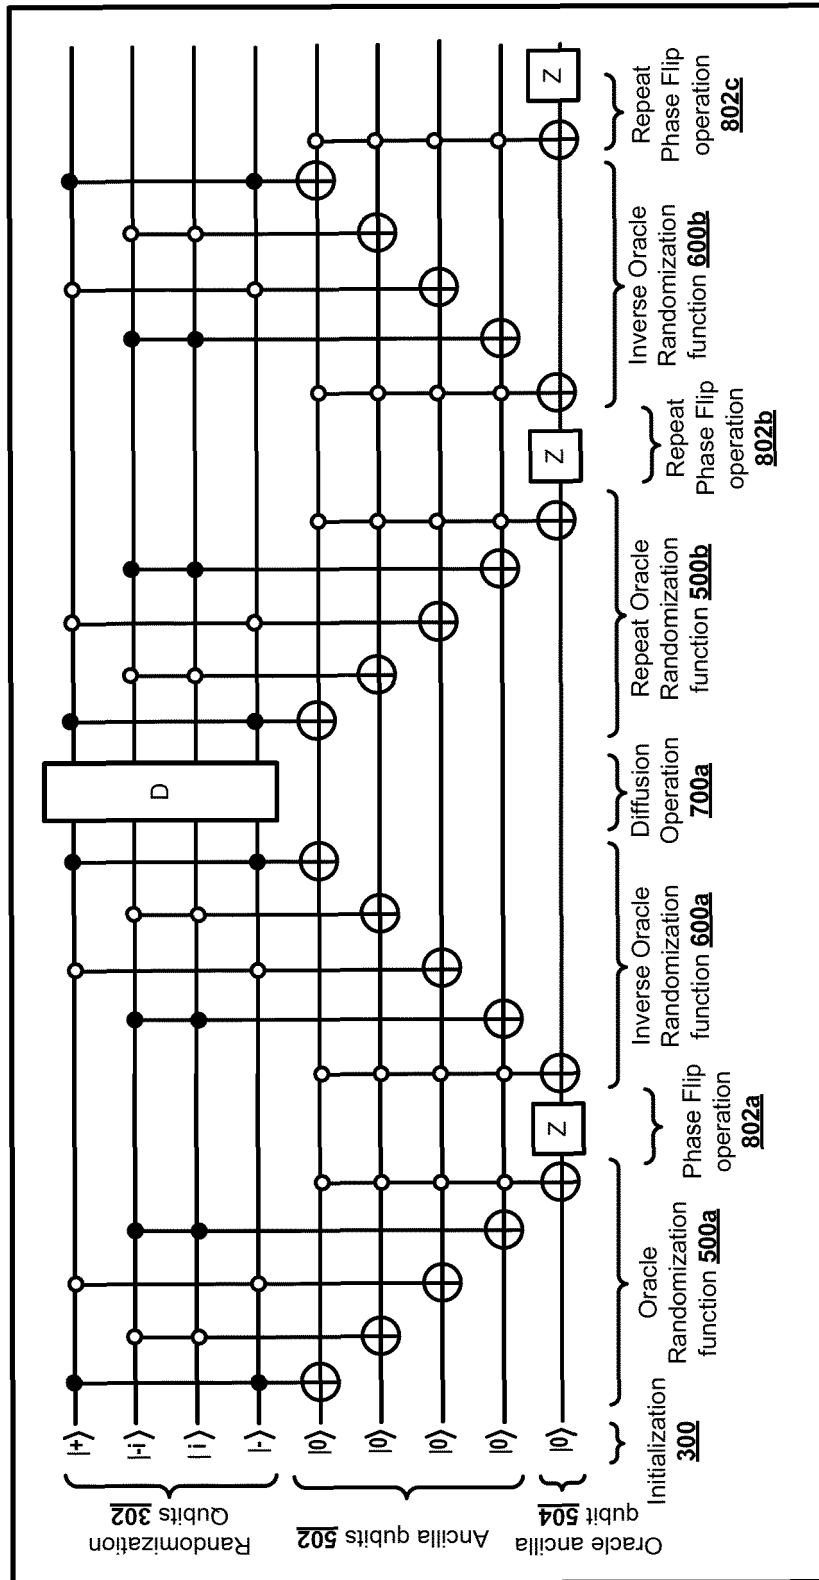 Randomization
Qubits 302
Ancilla qubits 502
Oracle ancilla
qubit 504
|+⟩
|-i⟩
|i⟩
|-⟩
|0⟩
|0⟩
|0⟩
|0⟩
|0⟩
D
Z
Z
Z
Initialization
300
Oracle
Randomization
function 500a
Phase Flip
operation
802a
Inverse Oracle
Randomization
function 600a
Diffusion
Operation
700a
Repeat Oracle
Randomization
function 500b
Repeat
Phase Flip
operation
802b
Inverse Oracle
Randomization
function 600b
Repeat
Phase Flip
operation
802c